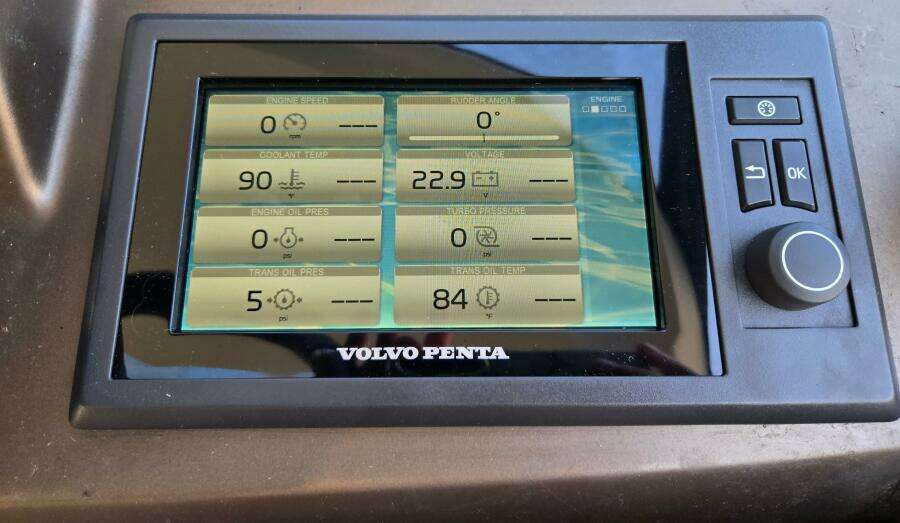 ENGINE SPEED
0 rpm ---
RUDDER ANGLE
0°
ENGINE
COOLANT TEMP
90 °F ---
VOLTAGE
22.9 V ---
ENGINE OIL PRES
0 psi ---
TURBO PRESSURE
0 psi ---
TRANS OIL PRES
5 psi ---
TRANS OIL TEMP
84 °F ---
OK
VOLVO PENTA